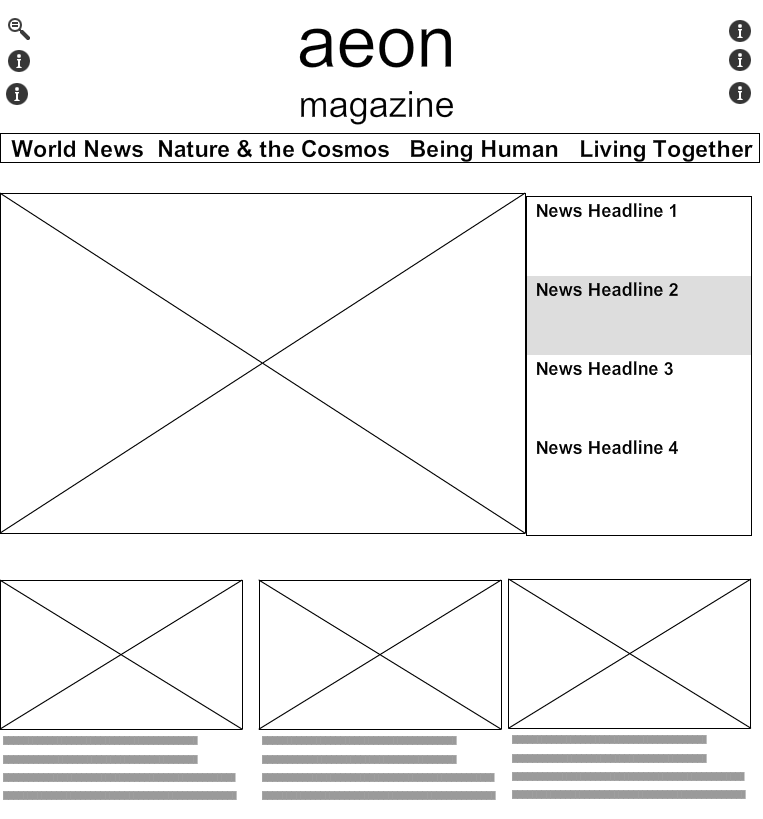 aeon
magazine
World News Nature & the Cosmos Being Human Living Together
News Headline 1
News Headline 2
News Headlne 3
News Headline 4